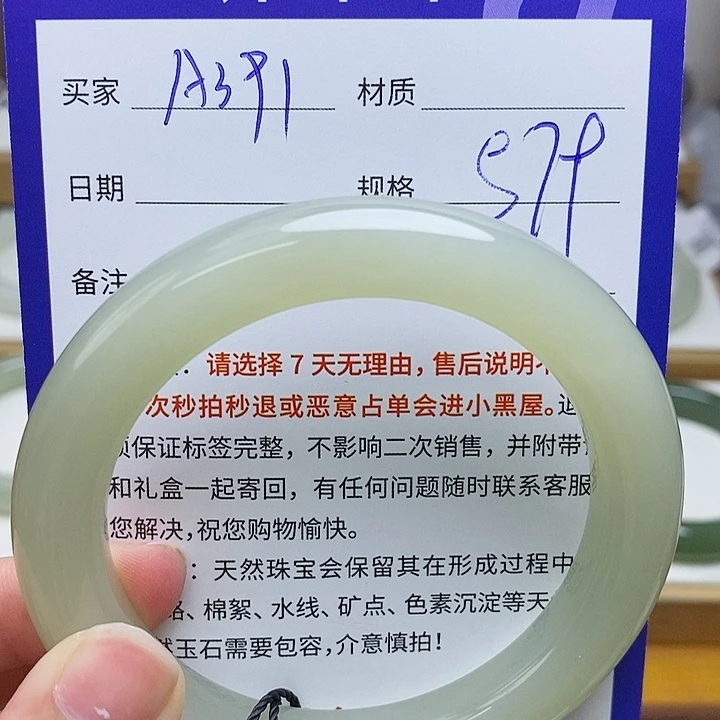 买家 A391 材质
日期 规格 579
备注
：请选择 7 天无理由，售后说明不
次秒拍秒退或恶意占单会进小黑屋。退
须保证标签完整，不影响二次销售，并附带
和礼盒一起寄回，有任何问题随时联系客服
您解决，祝您购物愉快。
：天然珠宝会保留其在形成过程中
、棉絮、水线、矿点、色素沉淀等天
然玉石需要包容，介意慎拍！